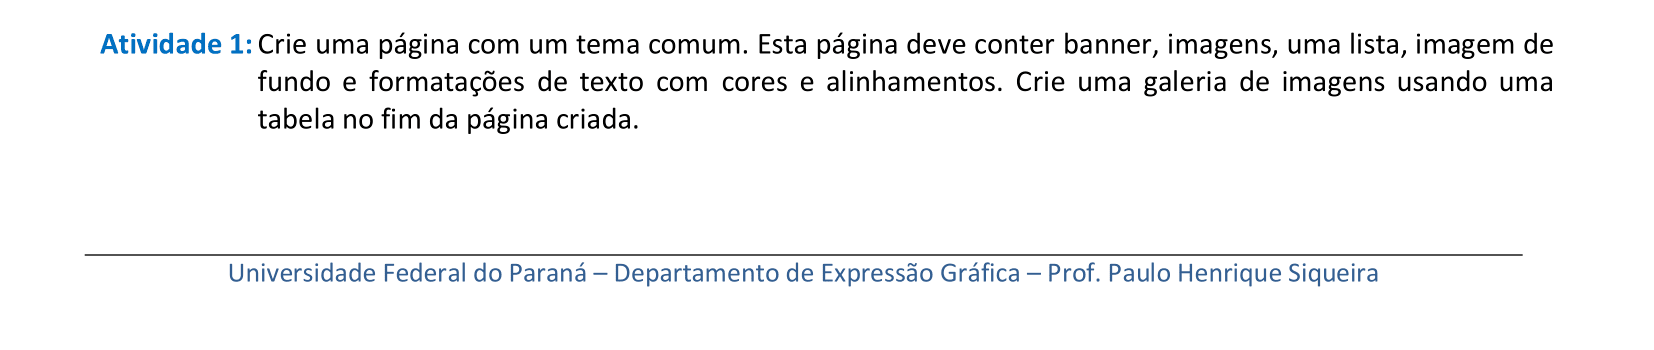 Atividade 1: Crie uma página com um tema comum. Esta página deve conter banner, imagens, uma lista, imagem de
fundo e formatações de texto com cores e alinhamentos. Crie uma galeria de imagens usando uma
tabela no fim da página criada.
Universidade Federal do Paraná – Departamento de Expressão Gráfica – Prof. Paulo Henrique Siqueira